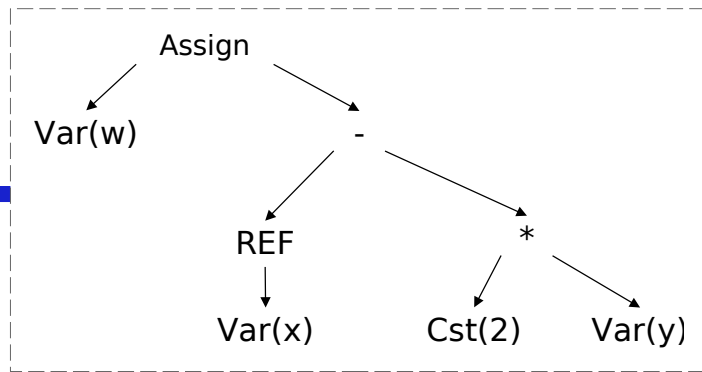 Assign
Var(w)
-
REF
*
Var(x)
Cst(2)
Var(y)